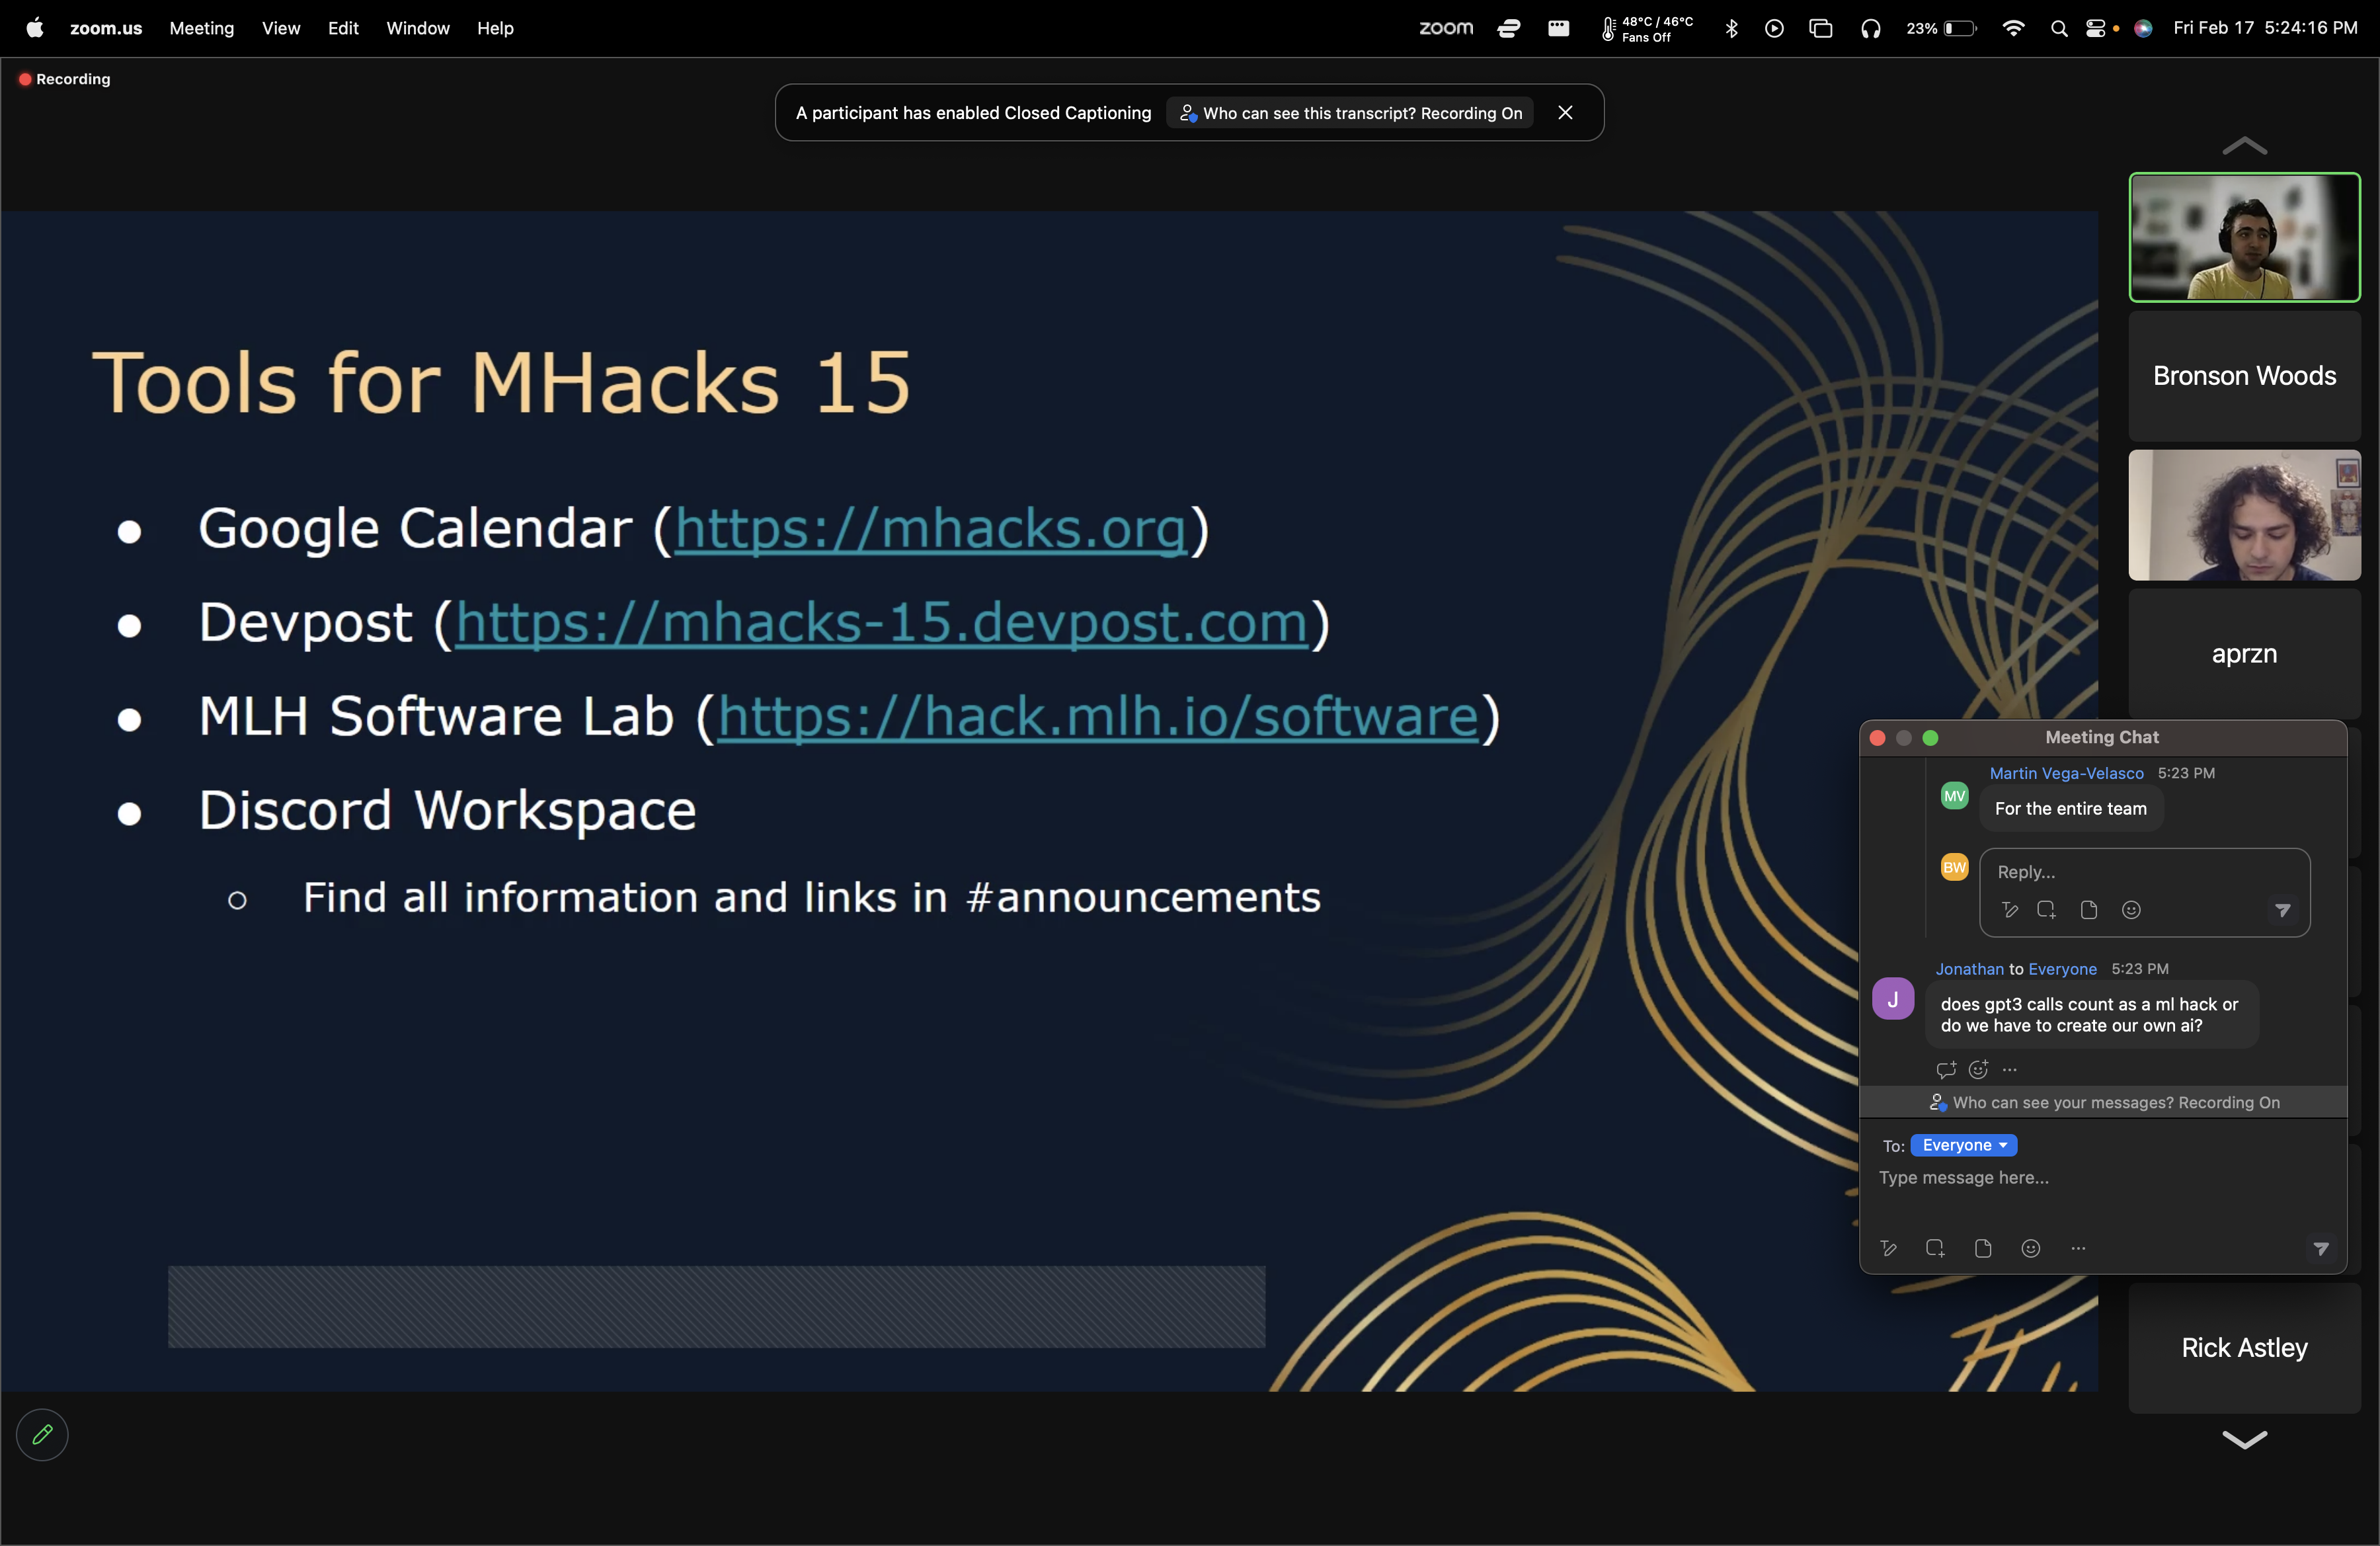 zoom.us Meeting View Edit Window Help
zoom 48°C / 46°C Fans Off 23% Fri Feb 17 5:24:16 PM
Recording
A participant has enabled Closed Captioning Who can see this transcript? Recording On
Tools for MHacks 15
● Google Calendar (https://mhacks.org)
● Devpost (https://mhacks-15.devpost.com)
● MLH Software Lab (https://hack.mlh.io/software)
● Discord Workspace
○ Find all information and links in #announcements
Bronson Woods
aprzn
Meeting Chat
Martin Vega-Velasco 5:23 PM
MV
For the entire team
BW
Reply...
Jonathan to Everyone 5:23 PM
J
does gpt3 calls count as a ml hack or
do we have to create our own ai?
Who can see your messages? Recording On
To: Everyone
Type message here...
Rick Astley